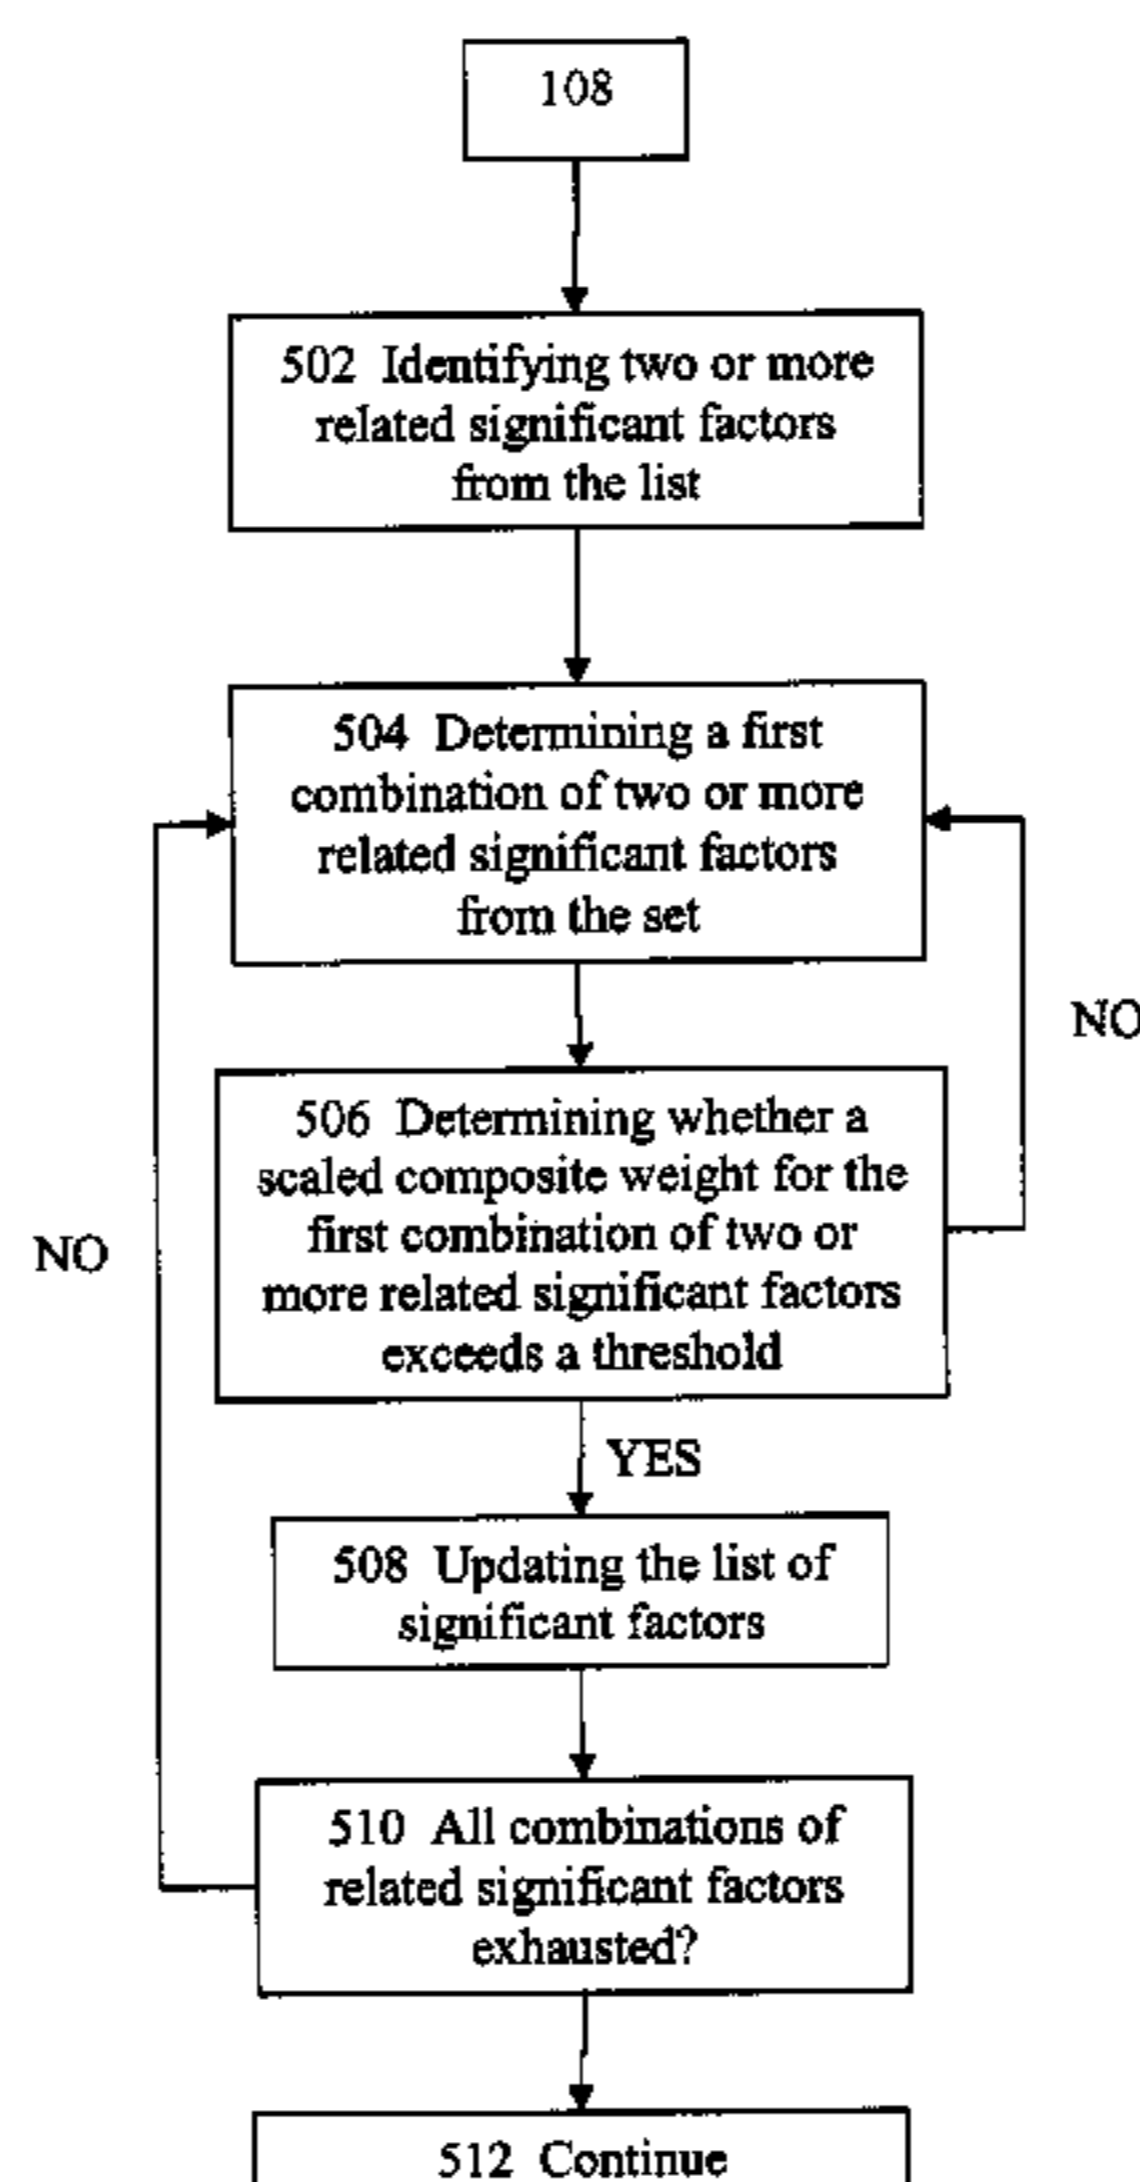 108
502 Identifying two or more
related significant factors
from the list
504 Determining a first
combination of two or more
related significant factors
from the set
NO
506 Determining whether a
scaled composite weight for the
first combination of two or
more related significant factors
exceeds a threshold
NO
YES
508 Updating the list of
significant factors
510 All combinations of
related significant factors
exhausted?
512 Continue